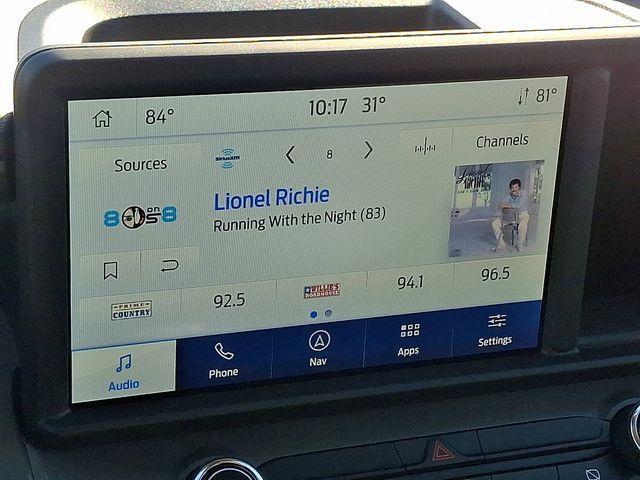 84° 10:17 31° 81°
Sources SiriusXM 8 Channels
80s on 8
Lionel Richie
Running With the Night (83)
PRIME COUNTRY 92.5 WILLIE'S ROADHOUSE 94.1 96.5
Audio Phone Nav Apps Settings